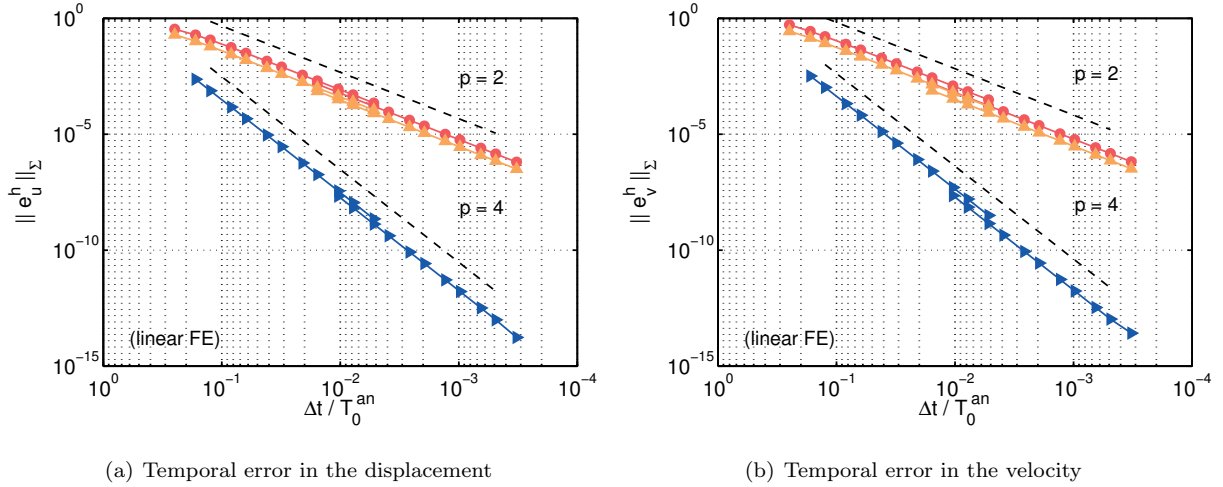 10^0
10^-5
10^-10
10^-15
|| e_u^h ||_Σ
p = 2
p = 4
(linear FE)
10^0
10^-1
10^-2
10^-3
10^-4
Δt / T_0^an
(a) Temporal error in the displacement
10^0
10^-5
10^-10
10^-15
|| e_v^h ||_Σ
p = 2
p = 4
(linear FE)
10^0
10^-1
10^-2
10^-3
10^-4
Δt / T_0^an
(b) Temporal error in the velocity